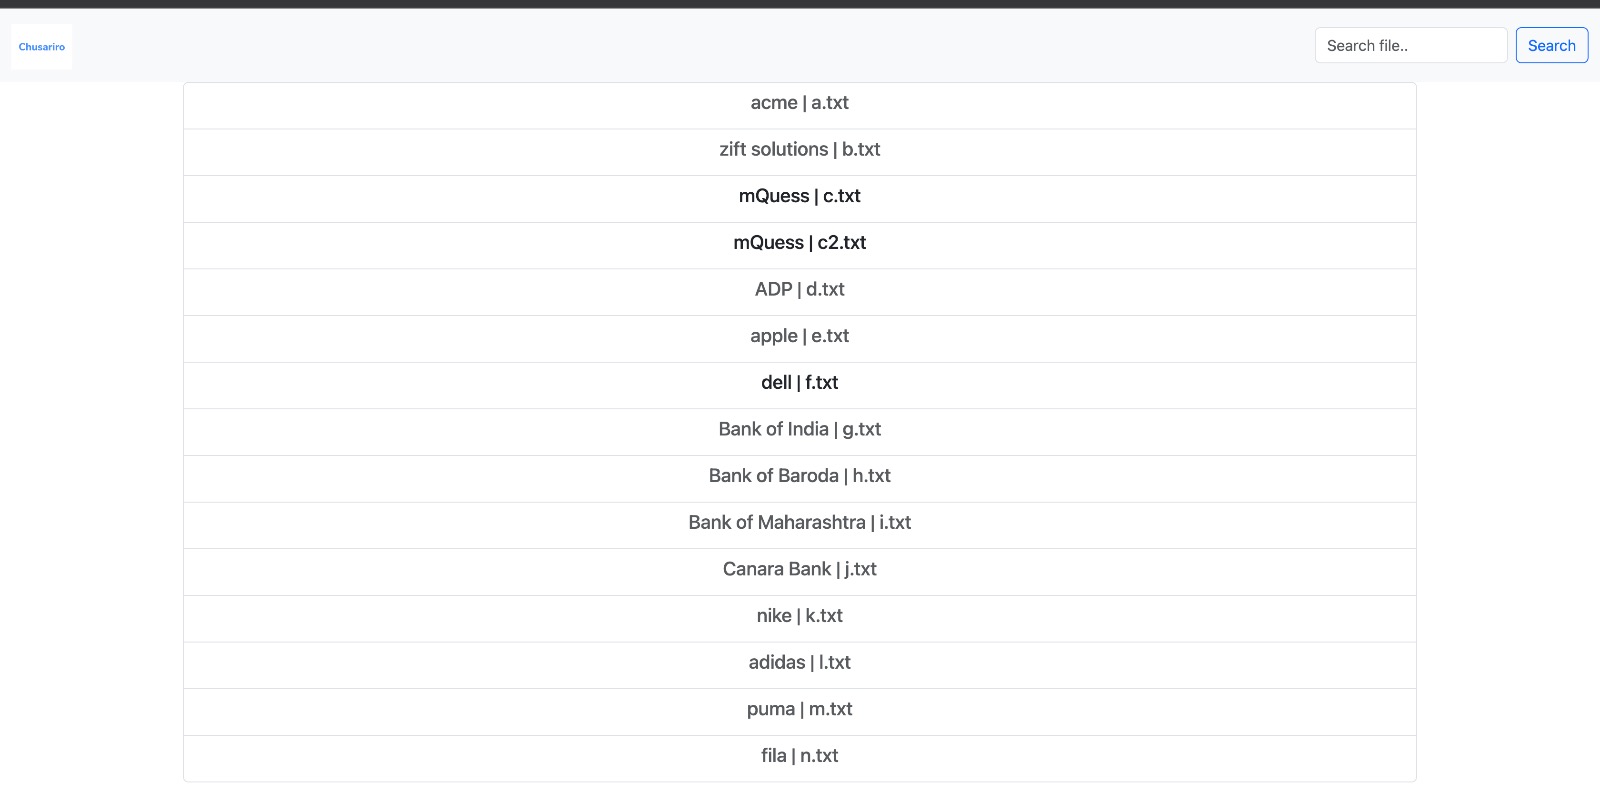 Chusariro
Search file..
Search
acme | a.txt
zift solutions | b.txt
mQuess | c.txt
mQuess | c2.txt
ADP | d.txt
apple | e.txt
dell | f.txt
Bank of India | g.txt
Bank of Baroda | h.txt
Bank of Maharashtra | i.txt
Canara Bank | j.txt
nike | k.txt
adidas | l.txt
puma | m.txt
fila | n.txt